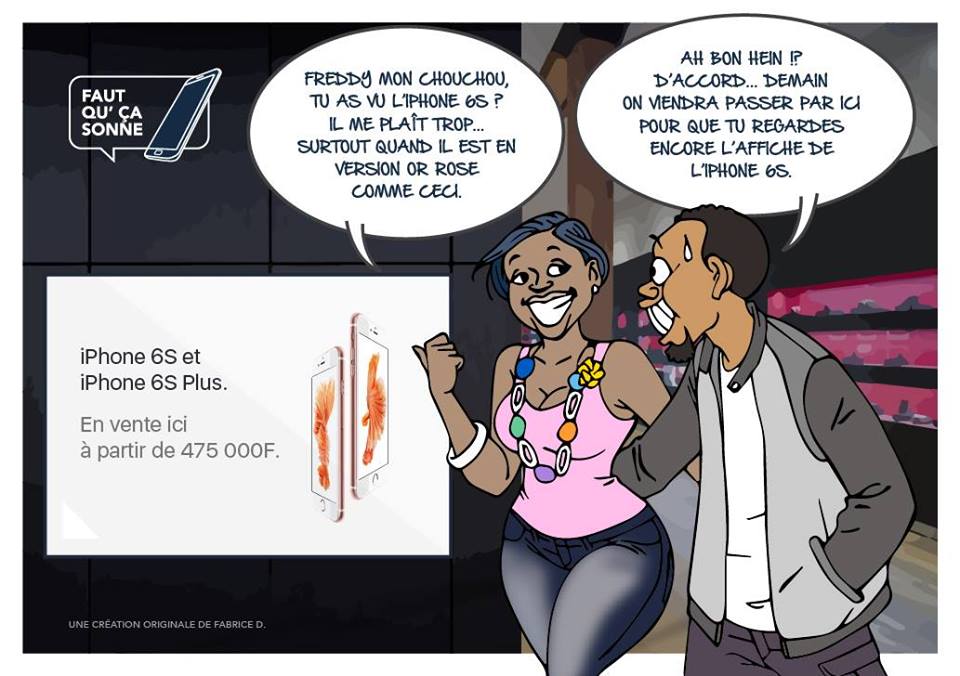 FAUT
QU' ÇA
SONNE
FREDDY MON CHOUCHOU,
TU AS VU L'IPHONE 6S ?
IL ME PLAÎT TROP...
SURTOUT QUAND IL EST EN
VERSION OR ROSE
COMME CECI.
AH BON HEIN !?
D'ACCORD... DEMAIN
ON VIENDRA PASSER PAR ICI
POUR QUE TU REGARDES
ENCORE L'AFFICHE DE
L'IPHONE 6S.
iPhone 6S et
iPhone 6S Plus.
En vente ici
à partir de 475 000F.
UNE CRÉATION ORIGINALE DE FABRICE D.